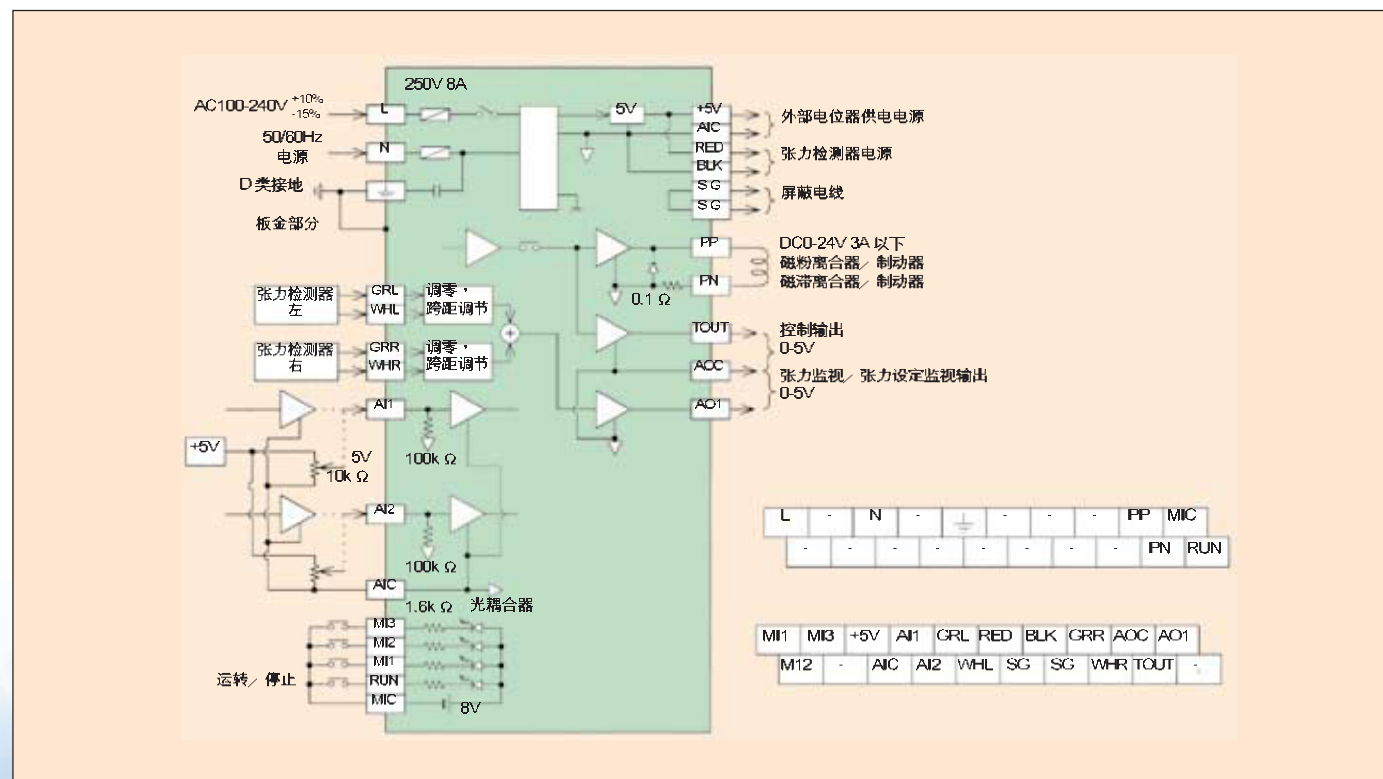 250V 8A
AC100-240V +10% -15%
L
50/60Hz
电源
N
D 类接地
板金部分
5V
+5V
AIC
RED
BLK
SG
SG
外部电位器供电电源
张力检测器电源
屏蔽电线
PP
PN
0.1 Ω
DC0-24V 3A 以下
磁粉离合器／制动器
磁滞离合器／制动器
张力检测器
左
GRL
WHL
调零，
跨距调节
张力检测器
右
GRR
WHR
调零，
跨距调节
TOUT
AOC
AO1
控制输出
0-5V
张力监视／张力设定监视输出
0-5V
AI1
+5V
5V
10k Ω
100k Ω
AI2
100k Ω
AIC
1.6k Ω 光耦合器
MI3
MI2
MI1
RUN
MIC
运转／停止
8V
L - N - - - - PP MIC
- - - - - - - - PN RUN
MI1 MI3 +5V AI1 GRL RED BLK GRR AOC AO1
M12 - AIC AI2 WHL SG SG WHR TOUT -